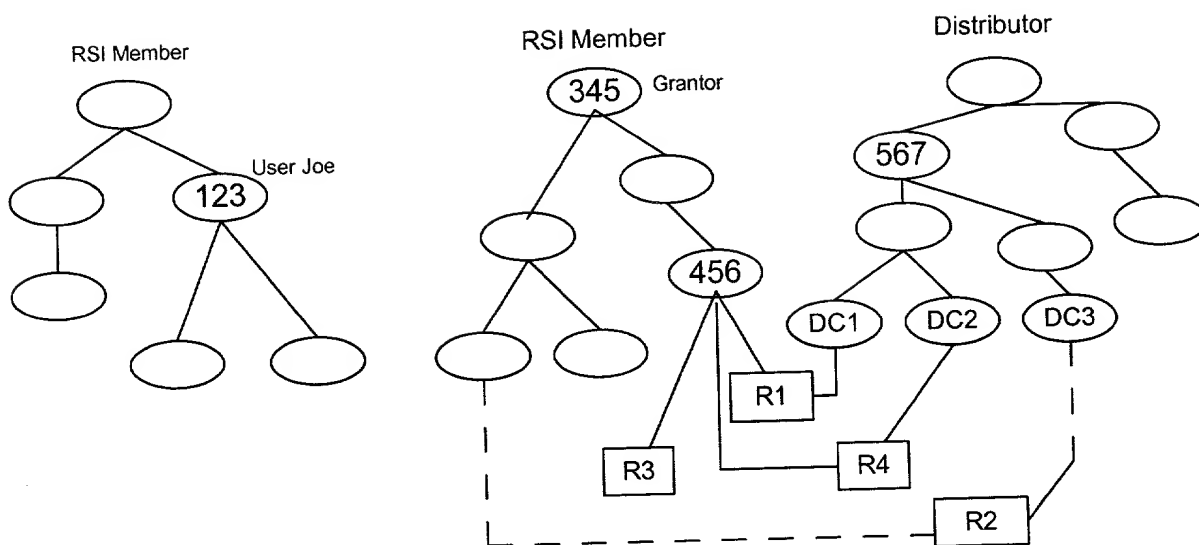 RSI Member
RSI Member
Distributor
345
Grantor
User Joe
123
567
456
DC1
DC2
DC3
R1
R3
R4
R2